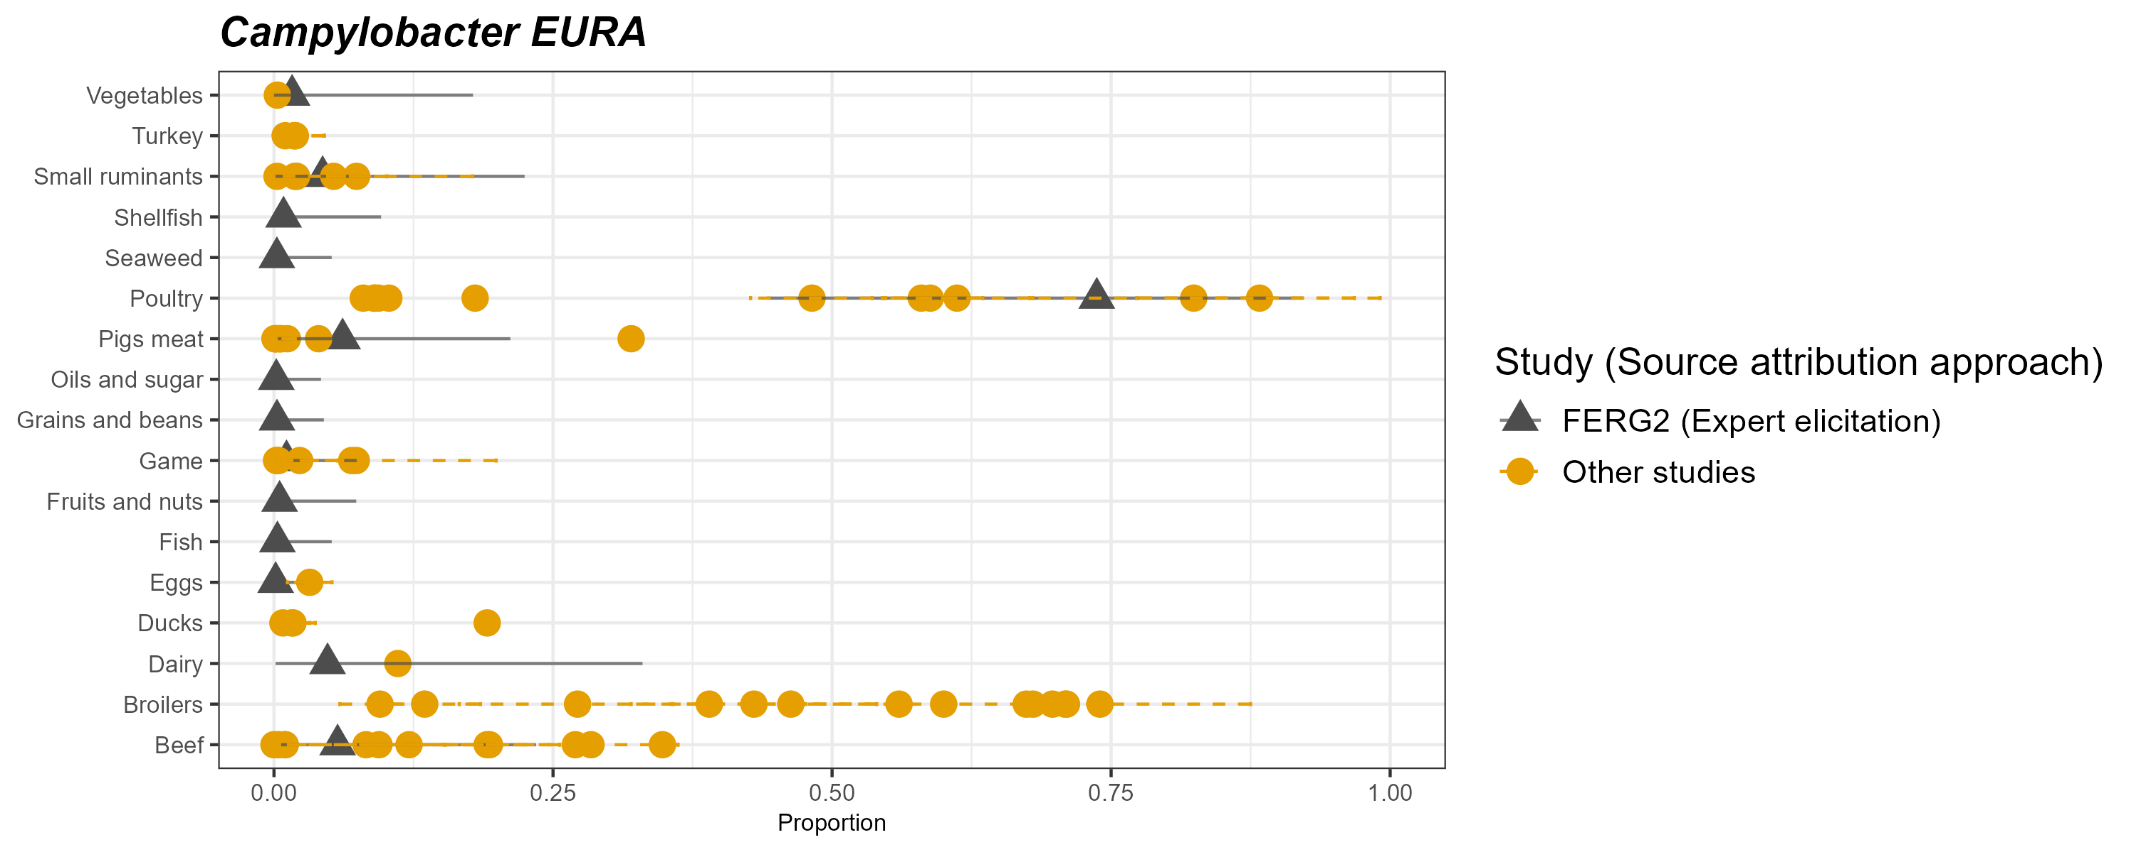 Campylobacter EURA
Vegetables
Turkey
Small ruminants
Shellfish
Seaweed
Poultry
Pigs meat
Oils and sugar
Grains and beans
Game
Fruits and nuts
Fish
Eggs
Ducks
Dairy
Broilers
Beef
0.00 0.25 0.50 0.75 1.00
Proportion
Study (Source attribution approach)
FERG2 (Expert elicitation)
Other studies